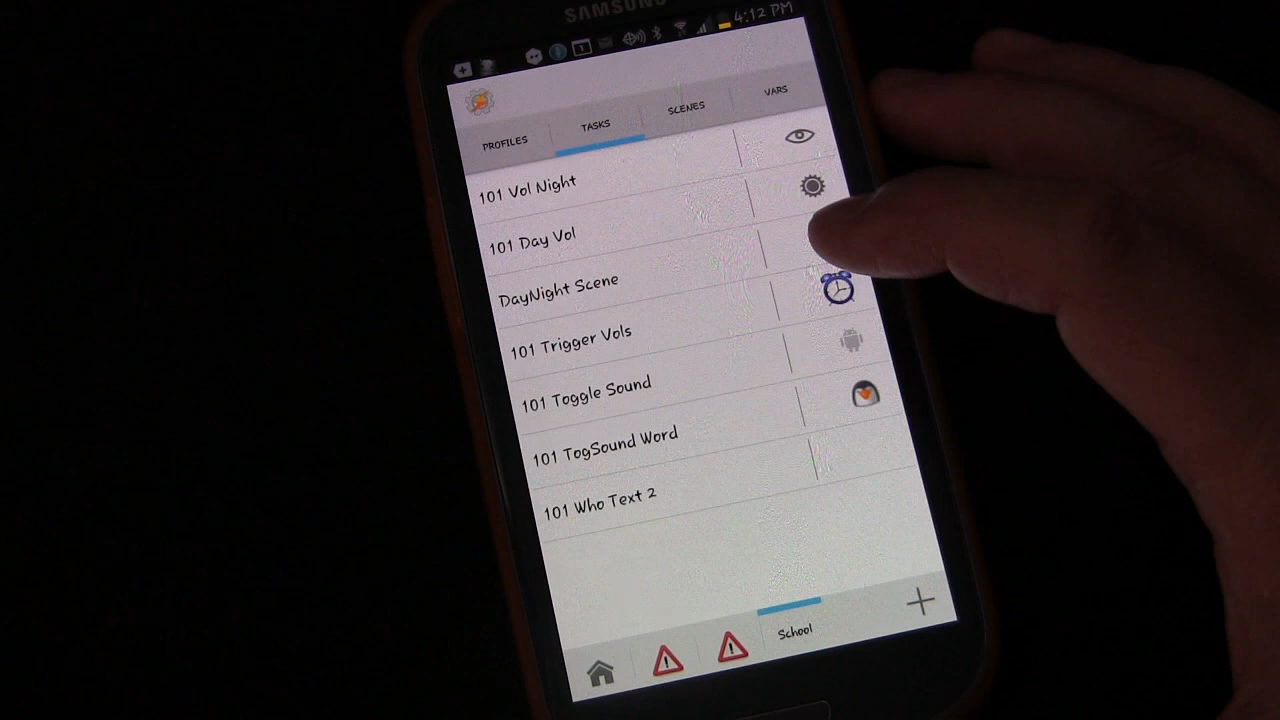 SAMSUNG
1 4:12 PM
PROFILES TASKS SCENES VARS
101 Vol Night
101 Day Vol
DayNight Scene
101 Trigger Vols
101 Toggle Sound
101 TogSound Word
101 Who Text 2
School